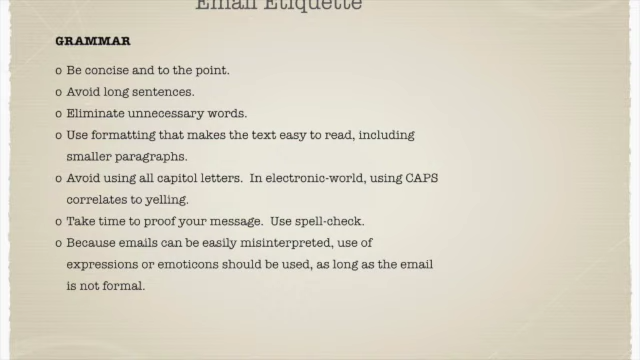 Email Etiquette
GRAMMAR
o Be concise and to the point.
o Avoid long sentences.
o Eliminate unnecessary words.
o Use formatting that makes the text easy to read, including
smaller paragraphs.
o Avoid using all capitol letters.  In electronic-world, using CAPS
correlates to yelling.
o Take time to proof your message.  Use spell-check.
o Because emails can be easily misinterpreted, use of
expressions or emoticons should be used, as long as the email
is not formal.